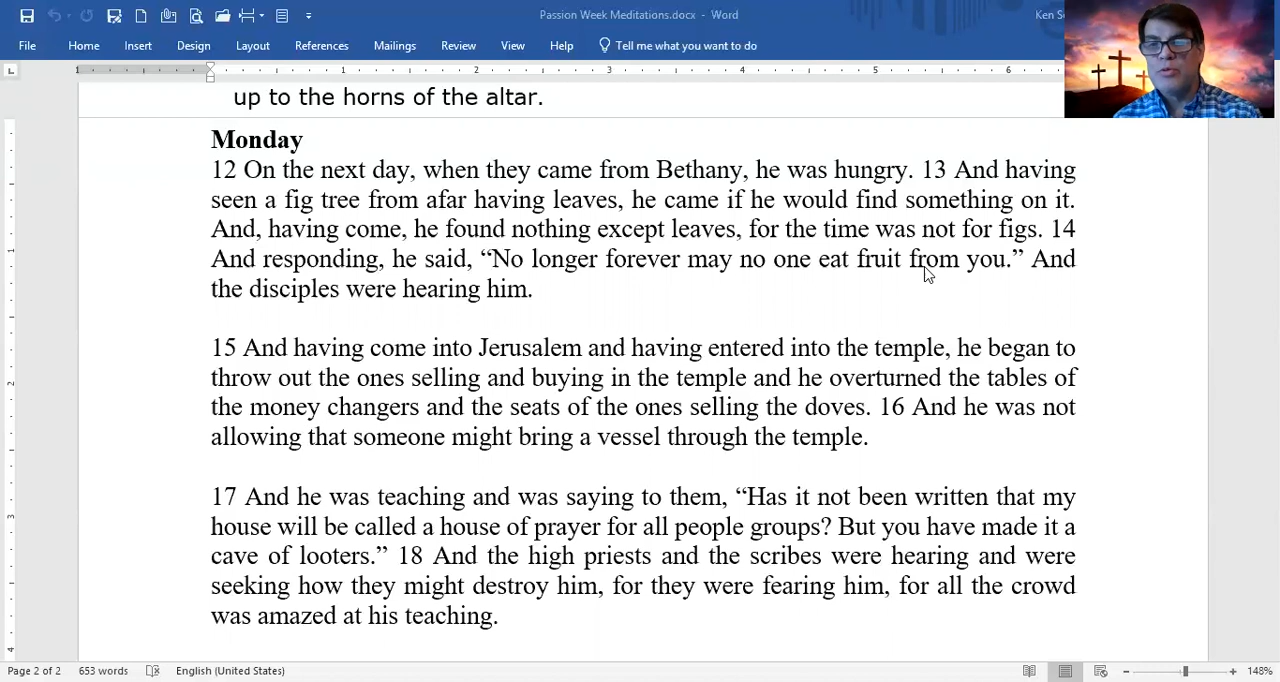 Passion Week Meditations.docx - Word
Ken S
File Home Insert Design Layout References Mailings Review View Help Tell me what you want to do
1 1 2 3 4 5 6
up to the horns of the altar.
Monday
12 On the next day, when they came from Bethany, he was hungry. 13 And having
seen a fig tree from afar having leaves, he came if he would find something on it.
And, having come, he found nothing except leaves, for the time was not for figs. 14
And responding, he said, “No longer forever may no one eat fruit from you.” And
the disciples were hearing him.
15 And having come into Jerusalem and having entered into the temple, he began to
throw out the ones selling and buying in the temple and he overturned the tables of
the money changers and the seats of the ones selling the doves. 16 And he was not
allowing that someone might bring a vessel through the temple.
17 And he was teaching and was saying to them, “Has it not been written that my
house will be called a house of prayer for all people groups? But you have made it a
cave of looters.” 18 And the high priests and the scribes were hearing and were
seeking how they might destroy him, for they were fearing him, for all the crowd
was amazed at his teaching.
Page 2 of 2 653 words English (United States) 148%